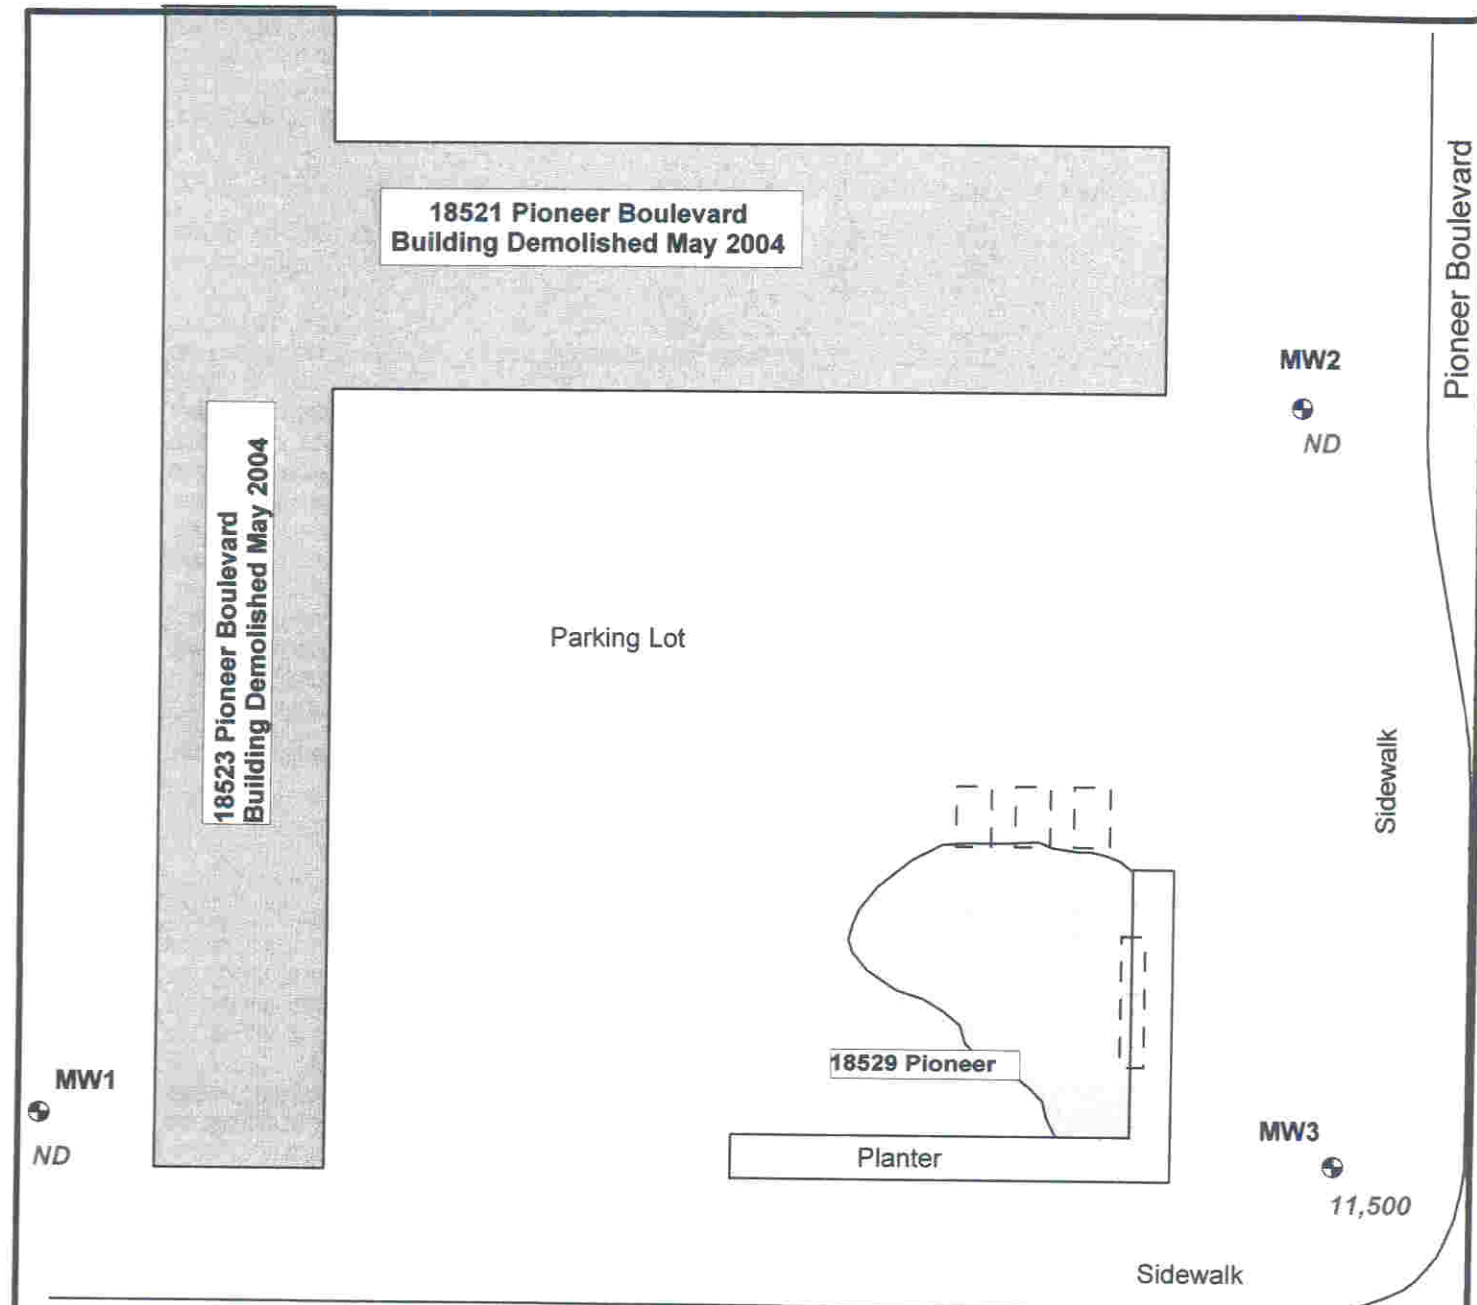 18521 Pioneer Boulevard
Building Demolished May 2004
Pioneer Boulevard
MW2
ND
18523 Pioneer Boulevard
Building Demolished May 2004
Parking Lot
Sidewalk
18529 Pioneer
MW1
ND
Planter
MW3
11,500
Sidewalk